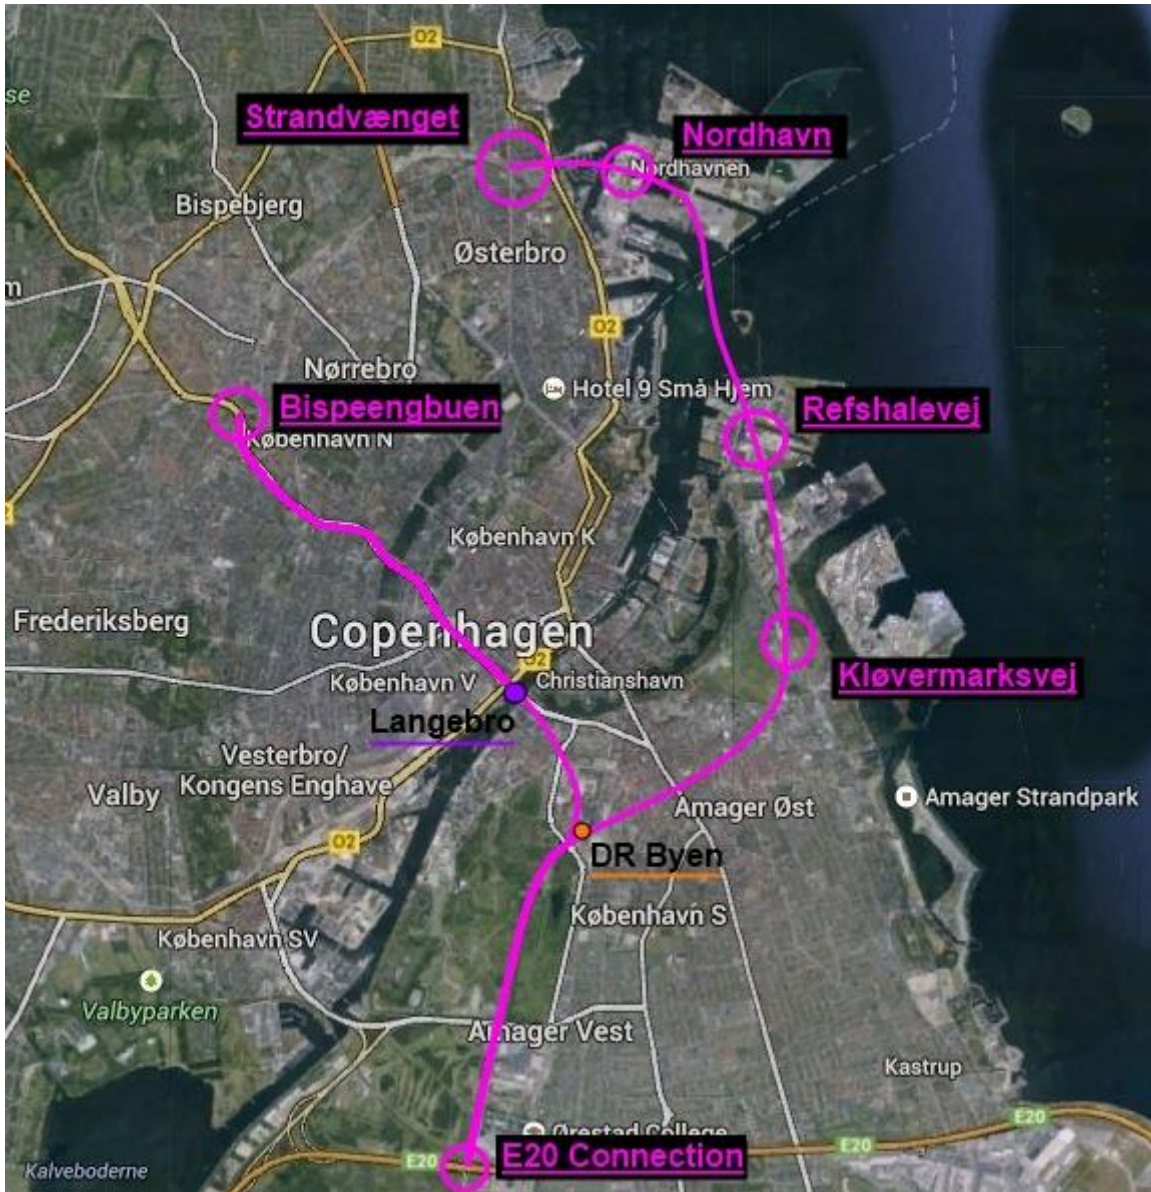 O2
Strandvænget
Nordhavn
se
Nordhavnen
Bispebjerg
Østerbro
m
O2
Nørrebro
Hotel 9 Små Hjem
Bispeengbuen
Refshalevej
København N
København K
Frederiksberg
Copenhagen
O2
København V
Christianshavn
Kløvermarksvej
Langebro
Vesterbro/
Kongens Enghave
Valby
Amager Øst
Amager Strandpark
O2
DR Byen
København S
København SV
Valbyparken
Amager Vest
Kastrup
E20
Ørestad College
E20
E20
E20 Connection
Kalveboderne